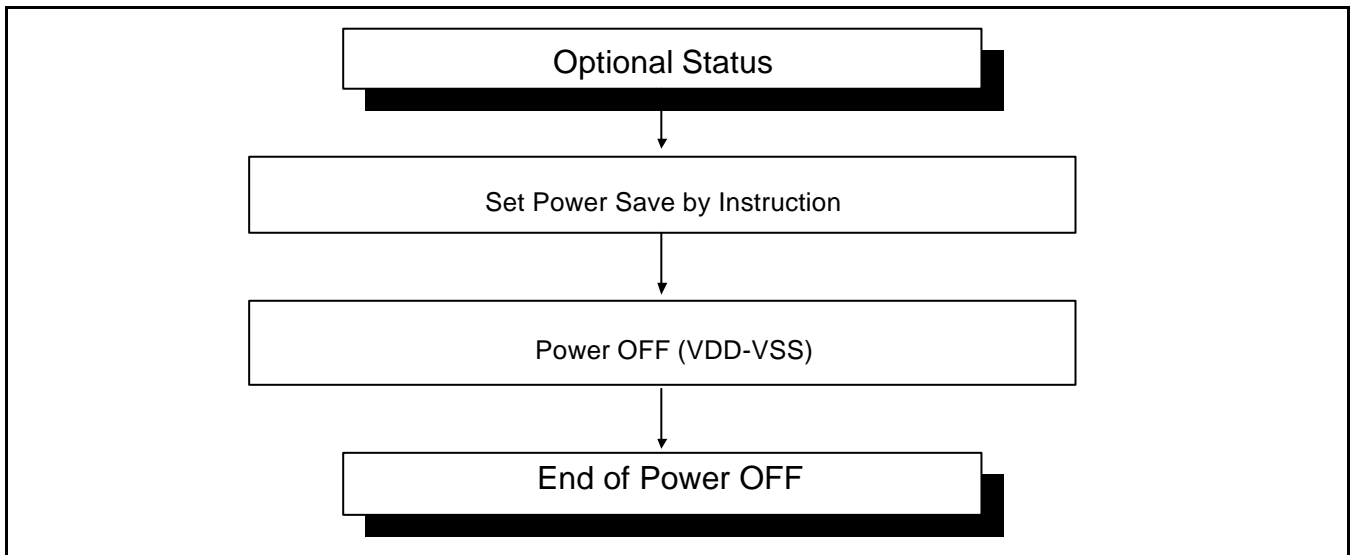 Optional Status
Set Power Save by Instruction
Power OFF (VDD-VSS)
End of Power OFF